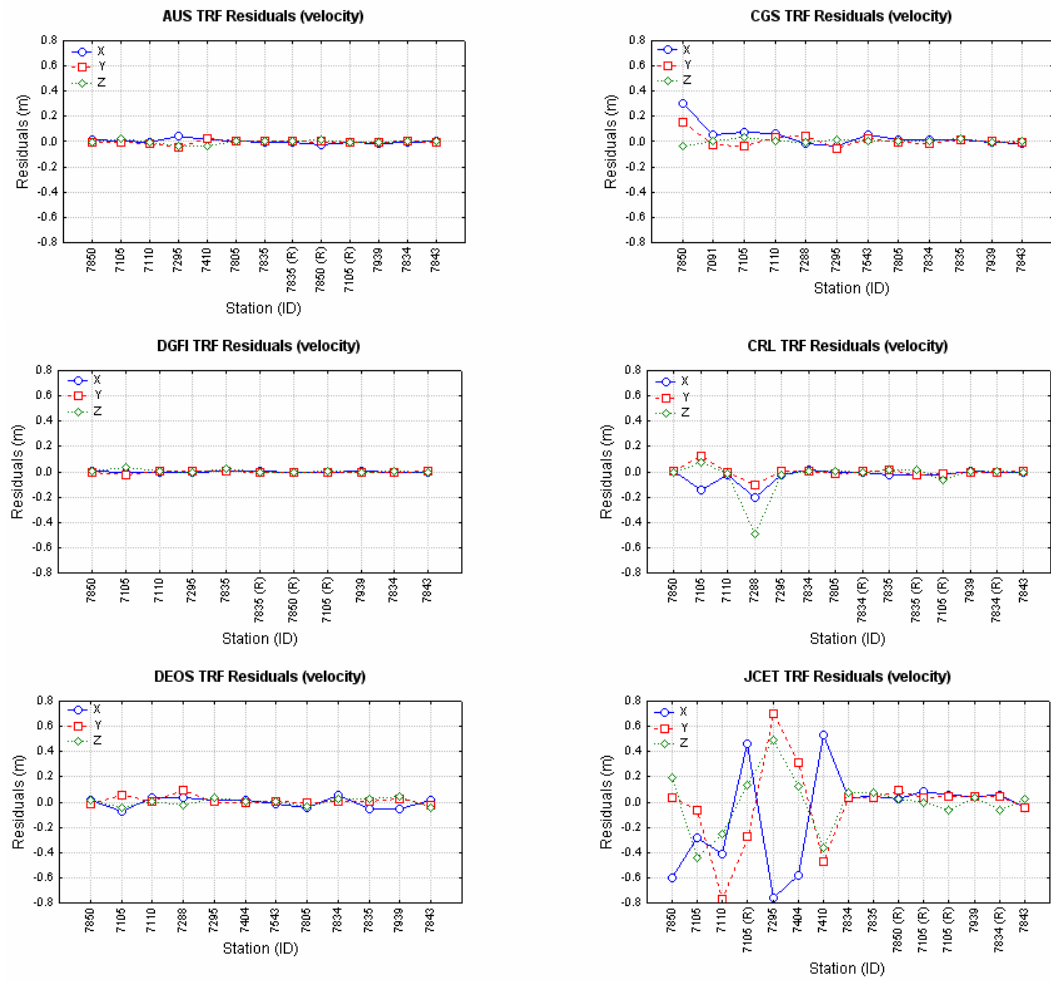 AUS TRF Residuals (velocity)
0.8
0.6
0.4
0.2
0.0
-0.2
-0.4
-0.6
-0.8
Residuals (m)
X
Y
Z
7850
7105
7110
7295
7410
7805
7835
7835 (R)
7850 (R)
7105 (R)
7939
7834
7843
Station (ID)
CGS TRF Residuals (velocity)
0.8
0.6
0.4
0.2
0.0
-0.2
-0.4
-0.6
-0.8
Residuals (m)
X
Y
Z
7850
7091
7105
7110
7288
7295
7543
7805
7834
7835
7939
7843
Station (ID)
DGFI TRF Residuals (velocity)
0.8
0.6
0.4
0.2
0.0
-0.2
-0.4
-0.6
-0.8
Residuals (m)
X
Y
Z
7850
7105
7110
7295
7835
7835 (R)
7850 (R)
7105 (R)
7939
7834
7843
Station (ID)
CRL TRF Residuals (velocity)
0.8
0.6
0.4
0.2
0.0
-0.2
-0.4
-0.6
-0.8
Residuals (m)
X
Y
Z
7850
7105
7110
7288
7295
7834
7805
7834 (R)
7835
7835 (R)
7105 (R)
7939
7834 (R)
7843
Station (ID)
DEOS TRF Residuals (velocity)
0.8
0.6
0.4
0.2
0.0
-0.2
-0.4
-0.6
-0.8
Residuals (m)
X
Y
Z
7850
7105
7110
7288
7295
7404
7543
7805
7834
7835
7939
7843
Station (ID)
JCET TRF Residuals (velocity)
0.8
0.6
0.4
0.2
0.0
-0.2
-0.4
-0.6
-0.8
Residuals (m)
X
Y
Z
7850
7105
7110
7105 (R)
7295
7404
7410
7834
7835
7850 (R)
7105 (R)
7105 (R)
7939
7834 (R)
7843
Station (ID)